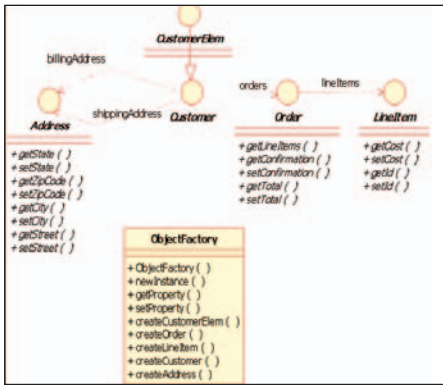 CustomerElem
billingAddress
orders
lineItems
shippingAddress
Address
Customer
Order
LineItem
+getState( )
+setState( )
+getZipCode( )
+setZipCode( )
+getCity( )
+setCity( )
+getStreet( )
+setStreet( )
+getLineItems( )
+getConfirmation( )
+setConfirmation( )
+getTotal( )
+setTotal( )
+getCost( )
+setCost( )
+getId( )
+setId( )
ObjectFactory
+ObjectFactory( )
+newInstance( )
+getProperty( )
+setProperty( )
+createCustomerElem( )
+createOrder( )
+createLineItem( )
+createCustomer( )
+createAddress( )